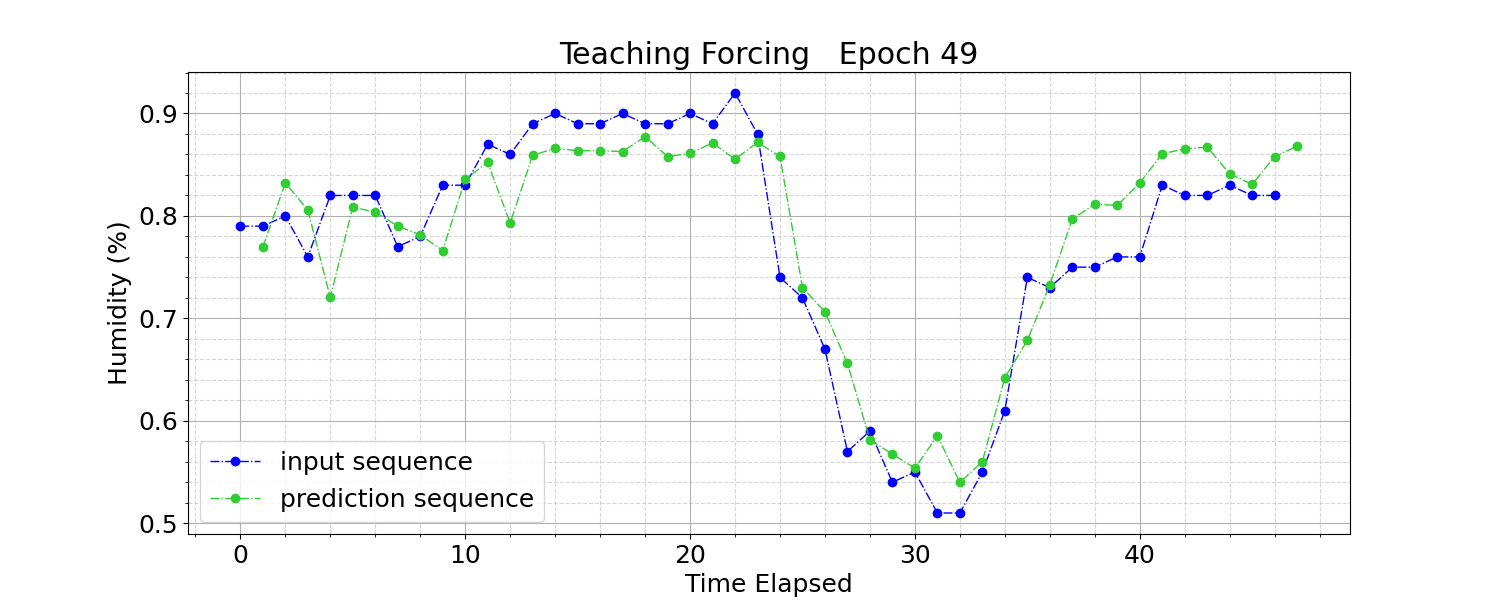 Teaching Forcing   Epoch 49
Humidity (%)
0.9
0.8
0.7
0.6
0.5
input sequence
prediction sequence
0 10 20 30 40
Time Elapsed